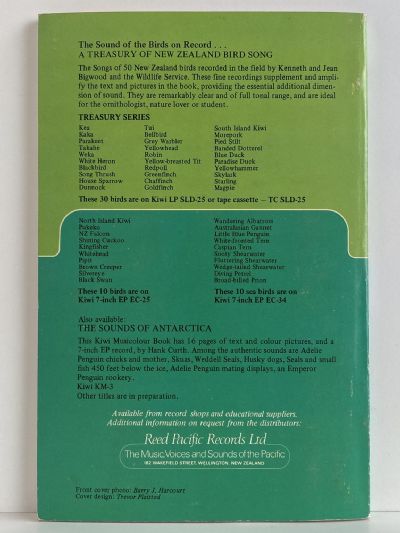 The Sound of the Birds on Record . . .
A TREASURY OF NEW ZEALAND BIRD SONG
The Songs of 50 New Zealand birds recorded in the field by Kenneth and Jean
Bigwood and the Wildlife Service. These fine recordings supplement and ampli-
fy the text and pictures in the book, providing the essential additional dimen-
sion of sound. They are remarkably clear and of full tonal range, and are ideal
for the ornithologist, nature lover or student.
TREASURY SERIES
Kea Tui South Island Kiwi
Kaka Bellbird Morepork
Parakeet Grey Warbler Pied Stilt
Takahe Yellowhead Banded Dotterel
Weka Robin Blue Duck
White Heron Yellow-breasted Tit Paradise Duck
Blackbird Redpoll Yellowhammer
Song Thrush Greenfinch Skylark
House Sparrow Chaffinch Starling
Dunnock Goldfinch Magpie
These 30 birds are on Kiwi LP SLD-25 or tape cassette — TC SLD-25
North Island Kiwi Wandering Albatross
Pukeko Australasian Gannet
NZ Falcon Little Blue Penguin
Shining Cuckoo White-fronted Tern
Kingfisher Caspian Tern
Whitehead Sooty Shearwater
Pipit Fluttering Shearwater
Brown Creeper Wedge-tailed Shearwater
Silvereye Diving Petrel
Black Swan Broad-billed Prion
These 10 birds are on These 10 sea birds are on
Kiwi 7-inch EP EC-25 Kiwi 7-inch EP EC-34
Also available:
THE SOUNDS OF ANTARCTICA
This Kiwi Musicolour Book has 16 pages of text and colour pictures, and a
7-inch EP record, by Hank Curth. Among the authentic sounds are Adelie
Penguin chicks and mother, Skuas, Weddell Seals, Husky dogs, Seals and small
fish 450 feet below the ice, Adelie Penguin mating displays, an Emperor
Penguin rookery.
Kiwi KM-3
Other titles are in preparation.
Available from record shops and educational suppliers.
Additional information on request from the distributors:
Reed Pacific Records Ltd
The Music, Voices and Sounds of the Pacific
182 WAKEFIELD STREET, WELLINGTON, NEW ZEALAND
Front cover photo: Barry J. Harcourt
Cover design: Trevor Plaisted